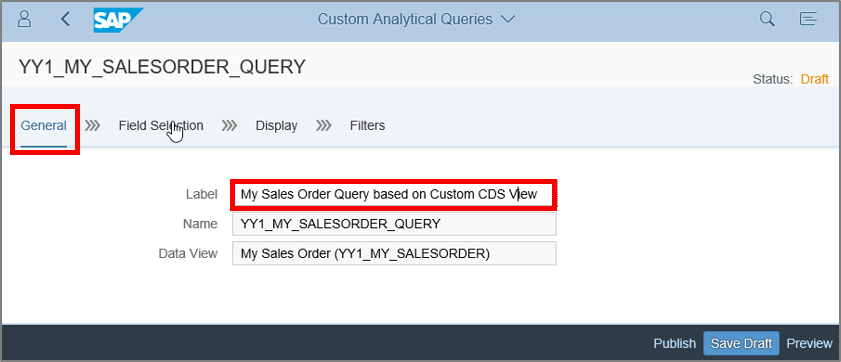 SAP
Custom Analytical Queries
YY1_MY_SALESORDER_QUERY
Status: Draft
General Field Selection Display Filters
Label My Sales Order Query based on Custom CDS View
Name YY1_MY_SALESORDER_QUERY
Data View My Sales Order (YY1_MY_SALESORDER)
Publish Save Draft Preview